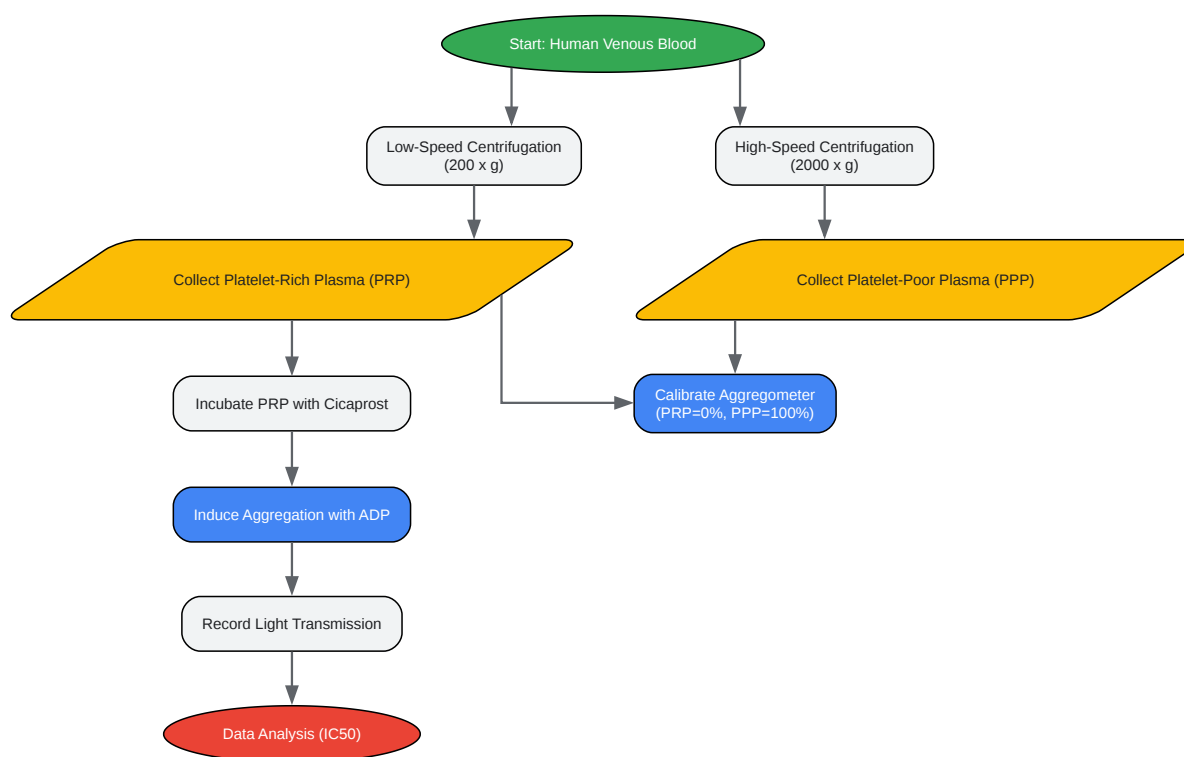 Start: Human Venous Blood
Low-Speed Centrifugation
(200 x g)
High-Speed Centrifugation
(2000 x g)
Collect Platelet-Rich Plasma (PRP)
Collect Platelet-Poor Plasma (PPP)
Incubate PRP with Cicaprost
Calibrate Aggregometer
(PRP=0%, PPP=100%)
Induce Aggregation with ADP
Record Light Transmission
Data Analysis (IC50)